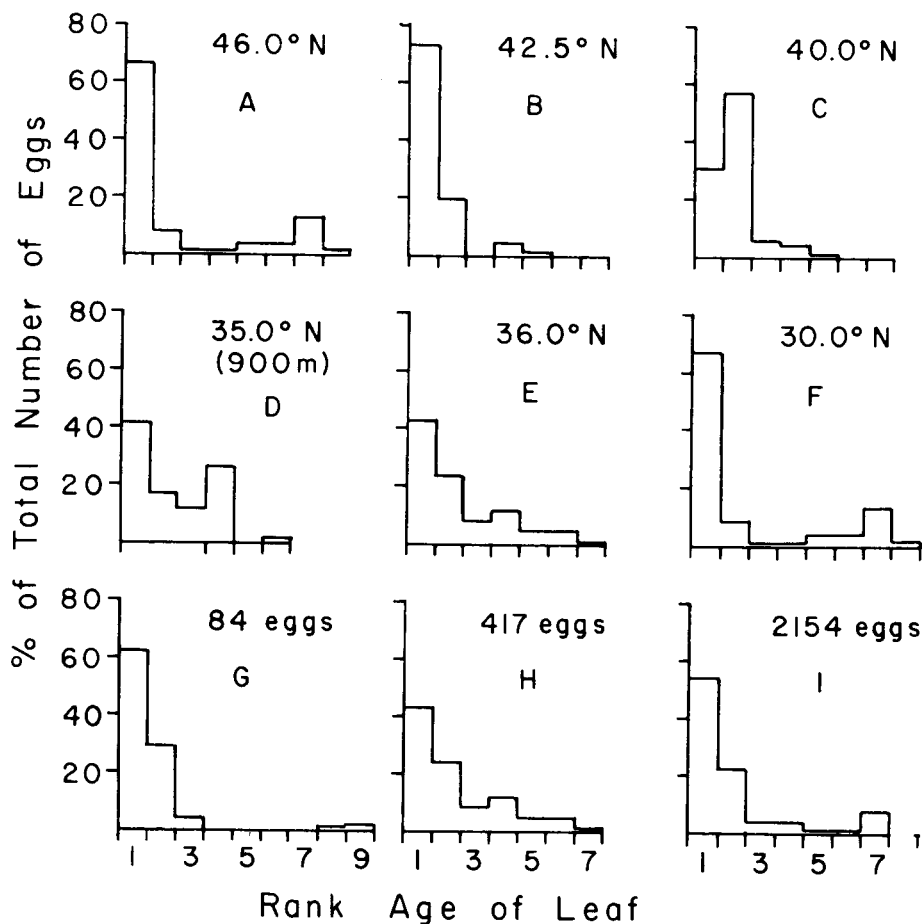 % of Total Number of Eggs
80
60
40
20
46.0° N
A
42.5° N
B
40.0° N
C
80
60
40
20
35.0° N
(900m)
D
36.0° N
E
30.0° N
F
80
60
40
20
84 eggs
G
417 eggs
H
2154 eggs
I
1 3 5 7 9
1 3 5 7
1 3 5 7
Rank Age of Leaf